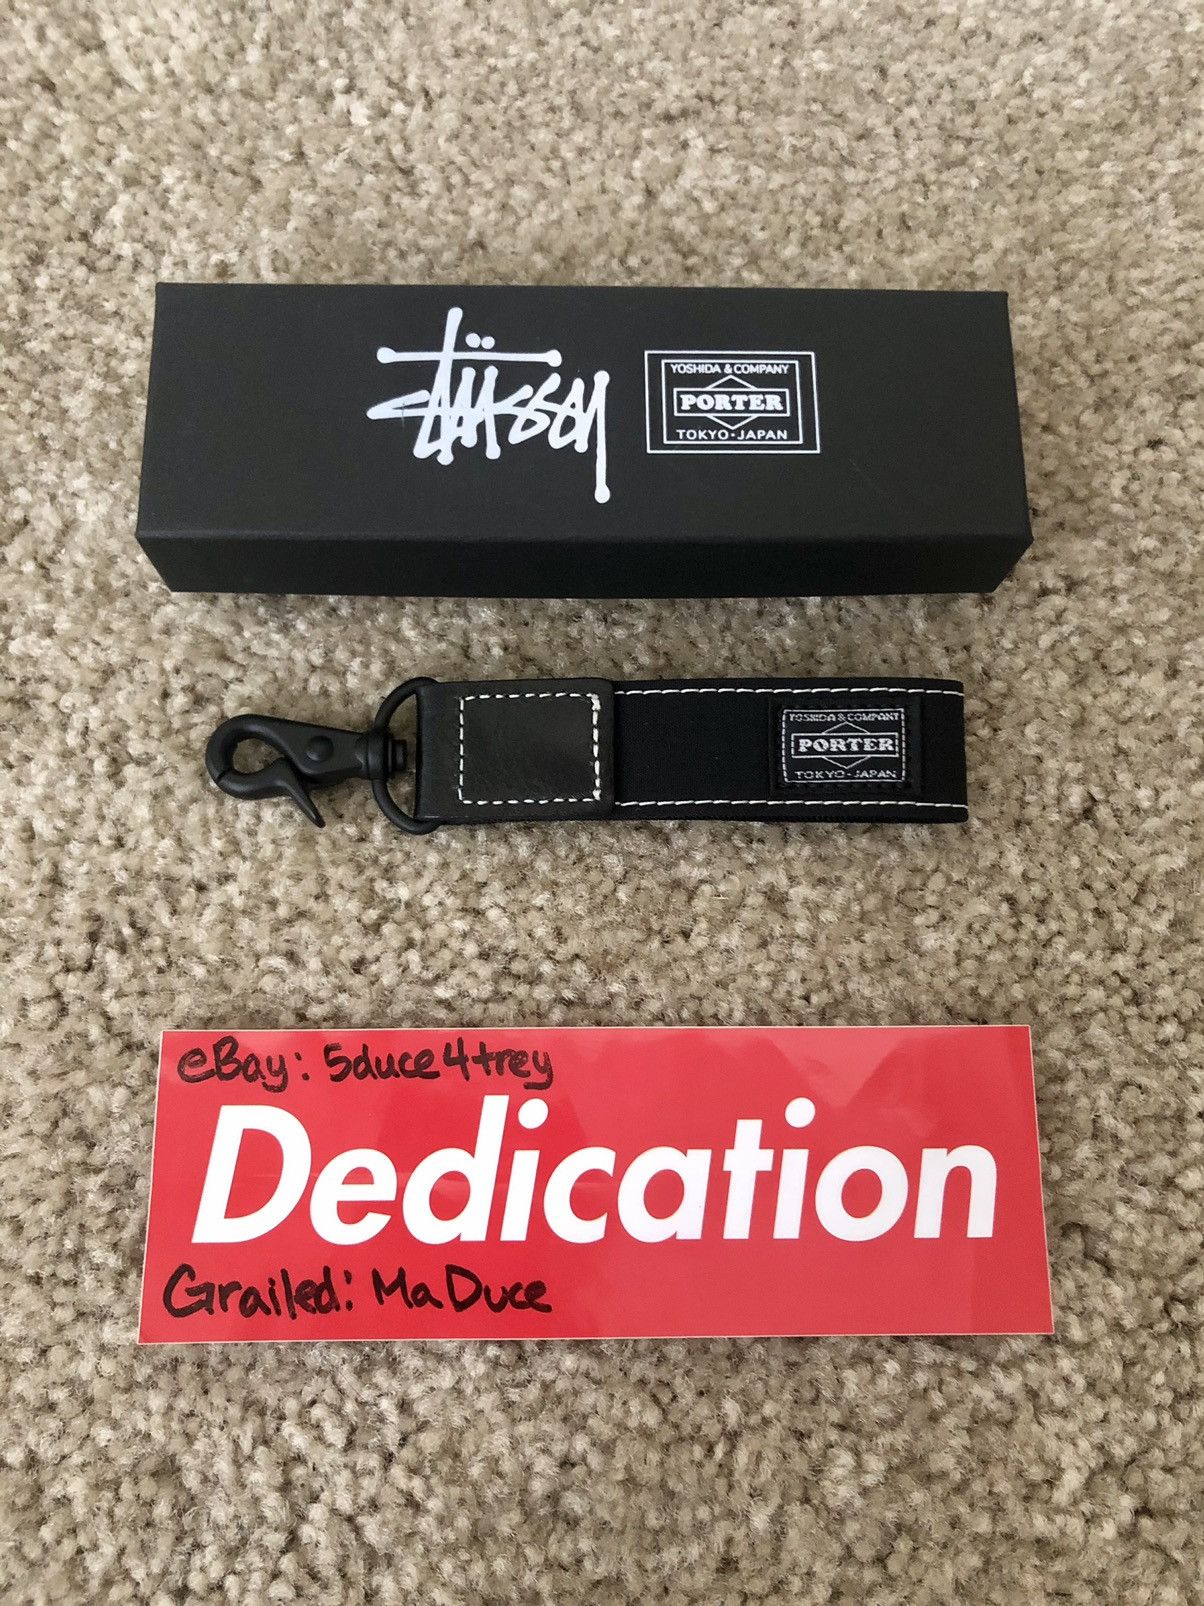 Stüssy
YOSHIDA & COMPANY
PORTER
TOKYO·JAPAN
YOSHIDA & COMPANY
PORTER
TOKYO·JAPAN
eBay: 5duce4trey
Dedication
Grailed: MaDuce